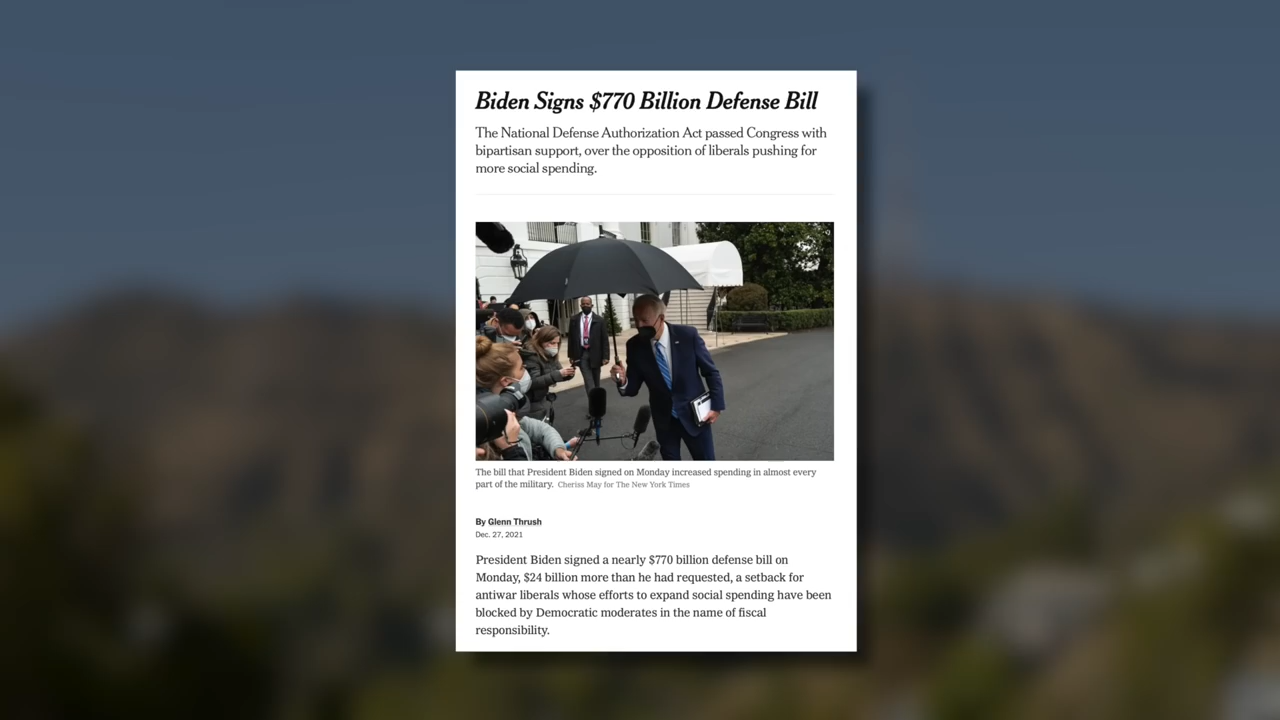 Biden Signs $770 Billion Defense Bill
The National Defense Authorization Act passed Congress with
bipartisan support, over the opposition of liberals pushing for
more social spending.
The bill that President Biden signed on Monday increased spending in almost every
part of the military. Cheriss May for The New York Times
By Glenn Thrush
Dec. 27, 2021
President Biden signed a nearly $770 billion defense bill on
Monday, $24 billion more than he had requested, a setback for
antiwar liberals whose efforts to expand social spending have been
blocked by Democratic moderates in the name of fiscal
responsibility.